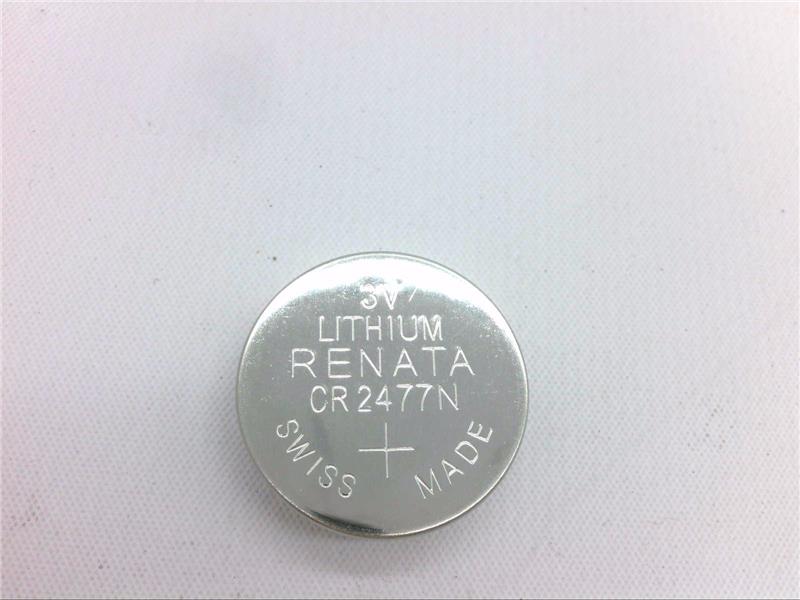 3V
LITHIUM
RENATA
CR2477N
+
SWISS MADE